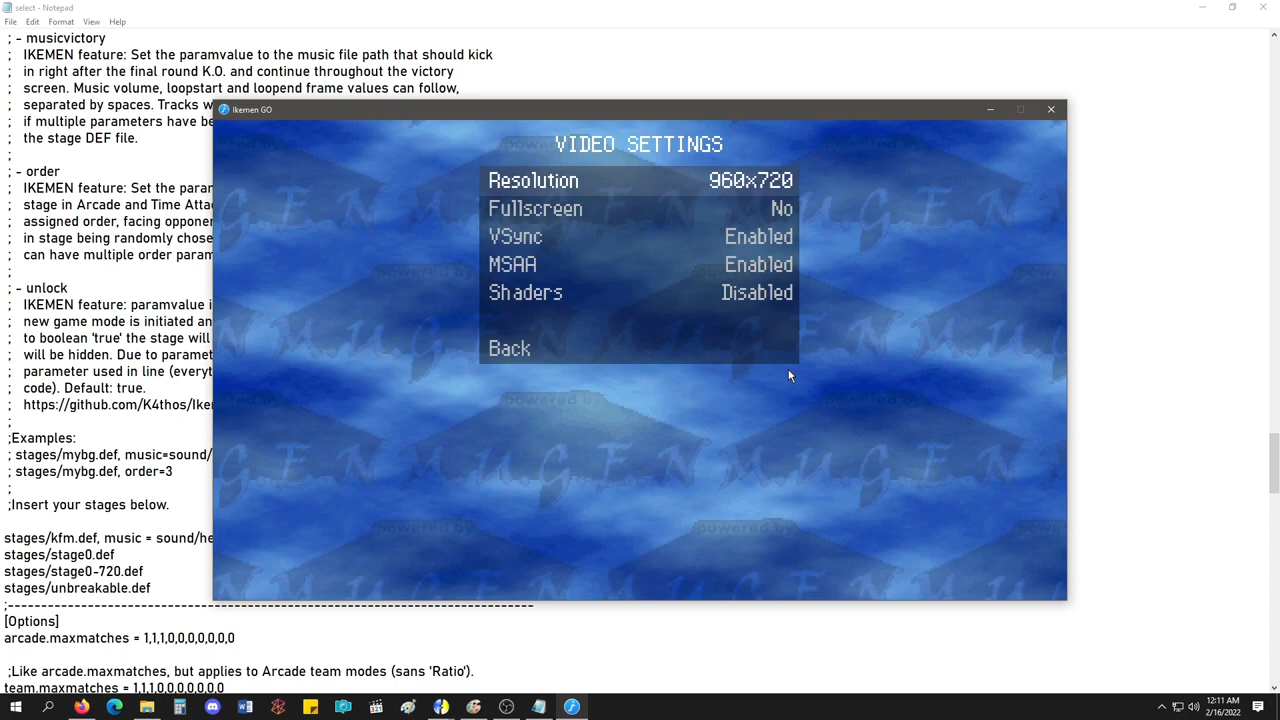 select - Notepad
File Edit Format View Help
; - musicvictory
;   IKEMEN feature: Set the paramvalue to the music file path that should kick
;   in right after the final round K.O. and continue throughout the victory
;   screen. Music volume, loopstart and loopend frame values can follow,
;   separated by spaces. Tracks
;   if multiple parameters have
;   the stage DEF file.
;
; - order
;   IKEMEN feature: Set the
;   stage in Arcade and Time
;   assigned order, facing
;   in stage being randomly
;   can have multiple order
;
; - unlock
;   IKEMEN feature: paramvalue
;   new game mode is initiated
;   to boolean 'true' the stage will
;   will be hidden. Due to
;   parameter used in line
;   code). Default: true.
;   https://github.com/K4thos/Ike
;
;Examples:
; stages/mybg.def, music=sound/
; stages/mybg.def, order=3
;
;Insert your stages below.
stages/kfm.def, music = sound/
stages/stage0.def
stages/stage0-720.def
stages/unbreakable.def
;-----------------------------------------------------------------------------
[Options]
arcade.maxmatches = 1,1,1,0,0,0,0,0,0,0
;Like arcade.maxmatches, but applies to Arcade team modes (sans 'Ratio').
team.maxmatches = 1,1,1,0,0,0,0,0,0,0
Ikemen GO
VIDEO SETTINGS
Resolution 960x720
Fullscreen No
VSync Enabled
MSAA Enabled
Shaders Disabled
Back
powered by
M.U.G.E.N
12:11 AM
2/16/2022